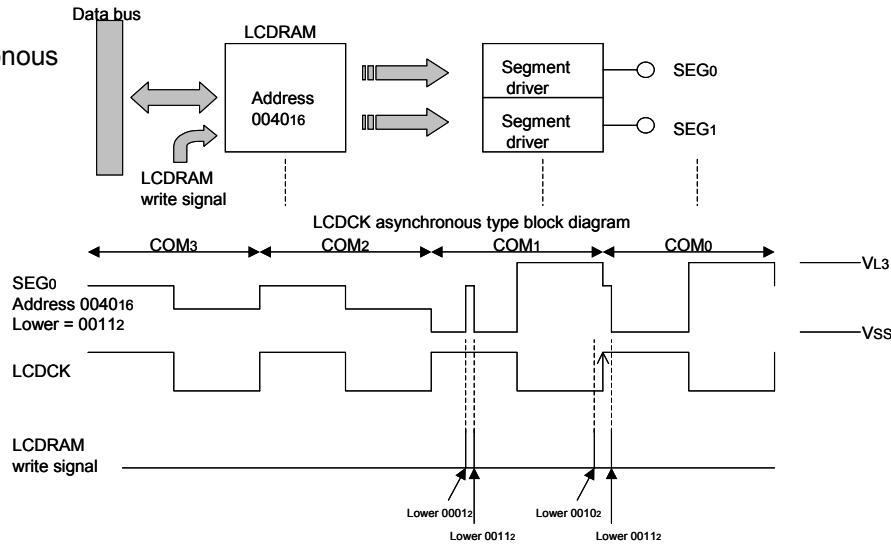 Data bus
LCDRAM
Segment
driver
SEG0
Address
004016
Segment
driver
SEG1
LCDRAM
write signal
LCDCK asynchronous type block diagram
COM3 COM2 COM1 COM0
VL3
SEG0
Address 004016
Lower = 00112
VSS
LCDCK
LCDRAM
write signal
Lower 00012
Lower 00102
Lower 00112
Lower 00112